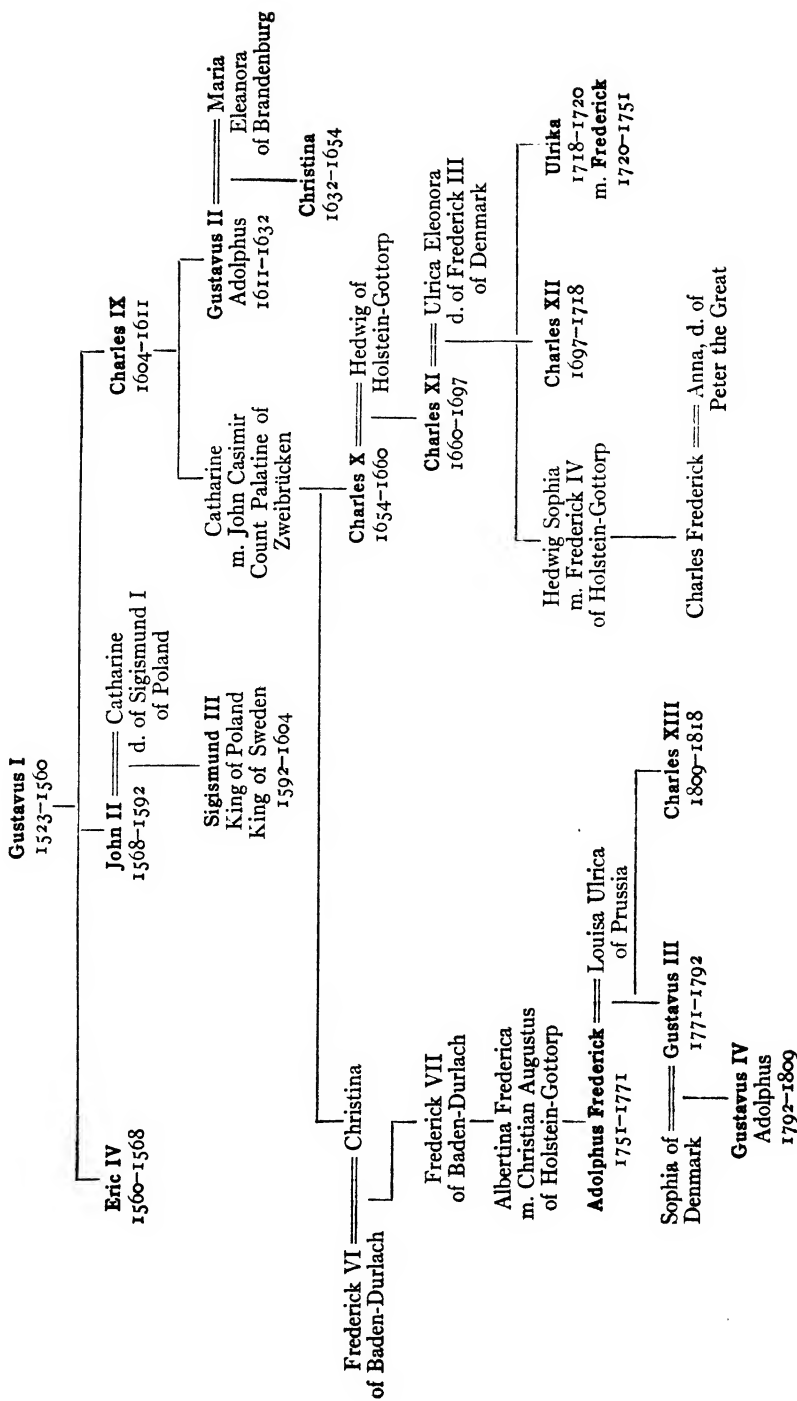 Gustavus I
1523–1560
Eric IV
1560–1568
John II
1568–1592
Catharine
d. of Sigismund I
of Poland
Charles IX
1604–1611
Sigismund III
King of Poland
King of Sweden
1592–1604
Catharine
m. John Casimir
Count Palatine of
Zweibrücken
Gustavus II
Adolphus
1611–1632
Maria
Eleanora
of Brandenburg
Christina
1632–1654
Frederick VI
of Baden-Durlach
Christina
Charles X
1654–1660
Hedwig of
Holstein-Gottorp
Frederick VII
of Baden-Durlach
Charles XI
1660–1697
Ulrica Eleonora
d. of Frederick III
of Denmark
Albertina Frederica
m. Christian Augustus
of Holstein-Gottorp
Hedwig Sophia
m. Frederick IV
of Holstein-Gottorp
Charles XII
1697–1718
Ulrika
1718–1720
m. Frederick
1720–1751
Adolphus Frederick
1751–1771
Louisa Ulrica
of Prussia
Charles Frederick
Anna, d. of
Peter the Great
Sophia of
Denmark
Gustavus III
1771–1792
Charles XIII
1809–1818
Gustavus IV
Adolphus
1792–1809